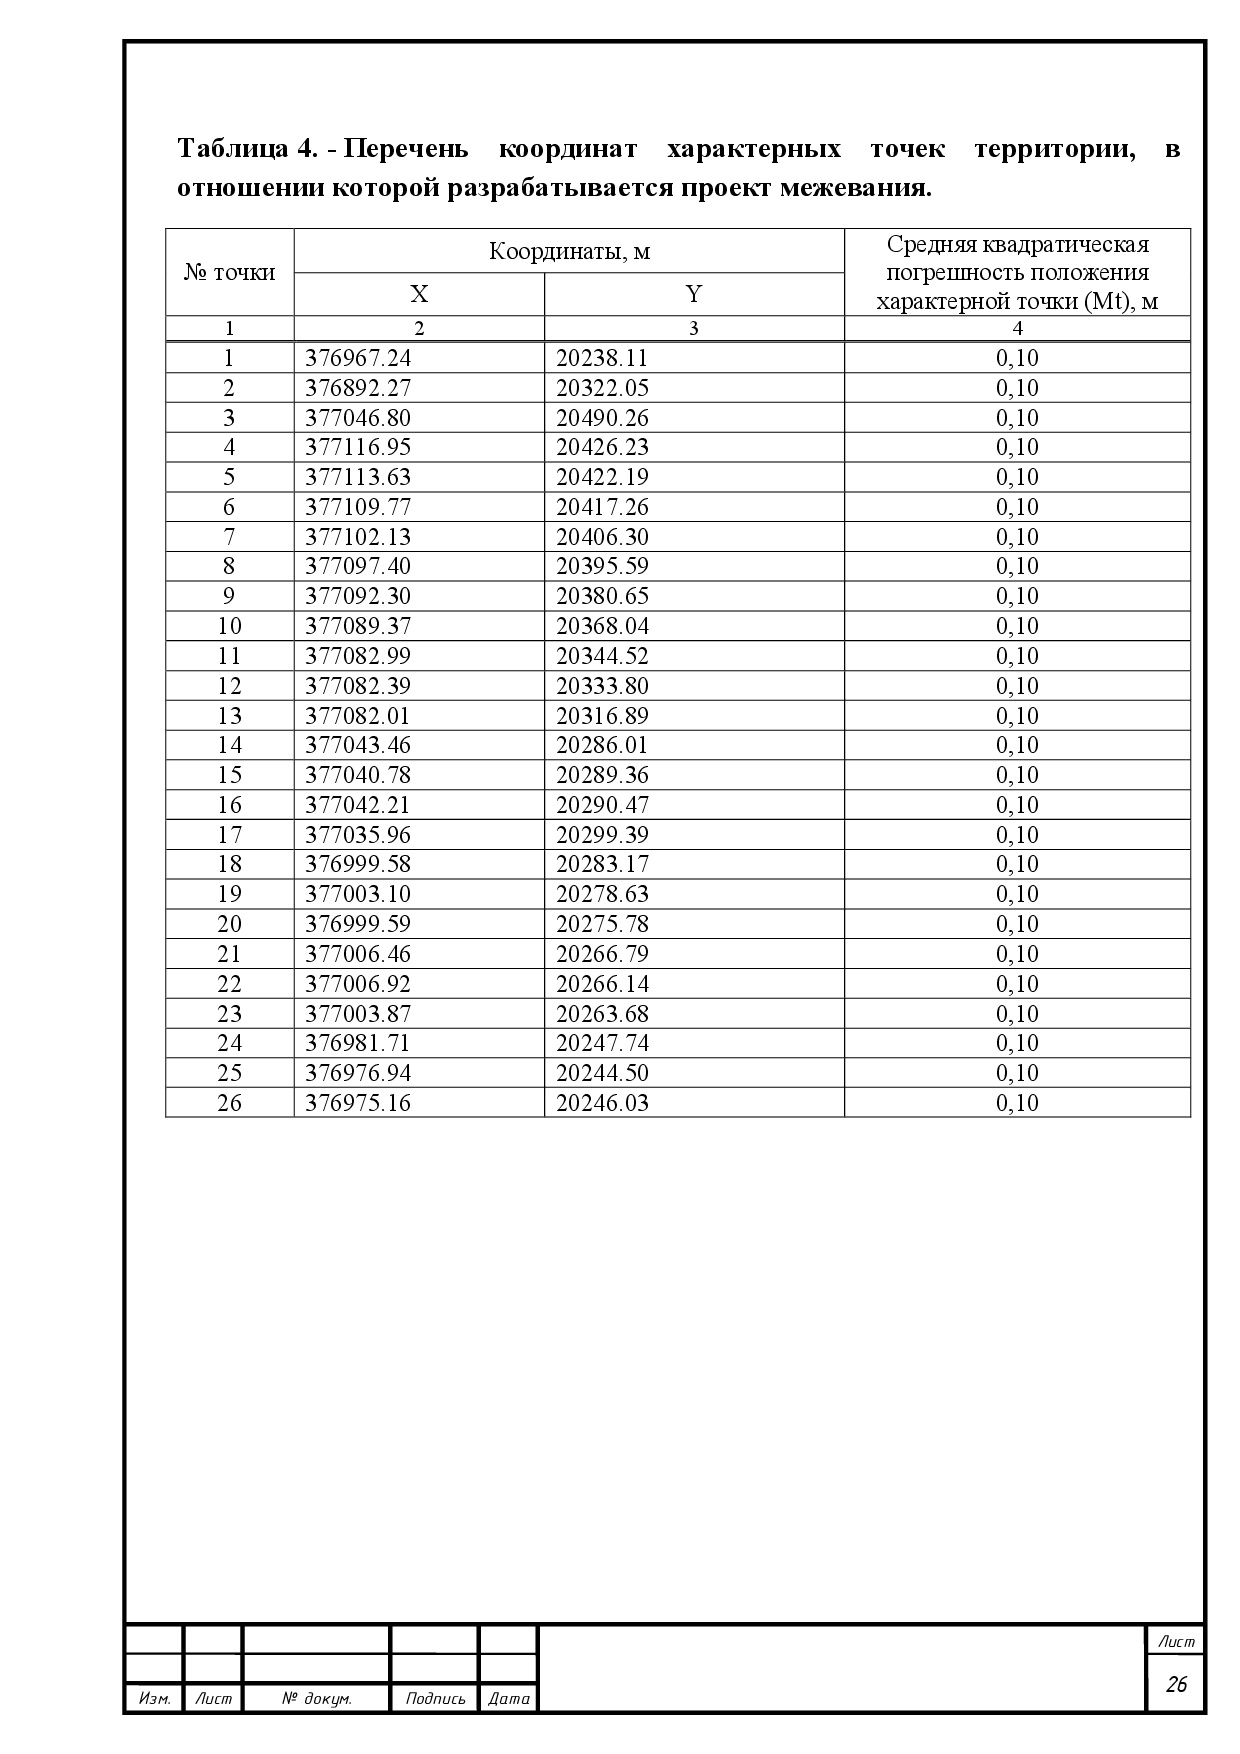 Таблица 4. - Перечень координат характерных точек территории, в
отношении которой разрабатывается проект межевания.
№ точки Координаты, м Средняя квадратическая
погрешность положения
характерной точки (Mt), м
X Y
1 2 3 4
1 376967.24 20238.11 0,10
2 376892.27 20322.05 0,10
3 377046.80 20490.26 0,10
4 377116.95 20426.23 0,10
5 377113.63 20422.19 0,10
6 377109.77 20417.26 0,10
7 377102.13 20406.30 0,10
8 377097.40 20395.59 0,10
9 377092.30 20380.65 0,10
10 377089.37 20368.04 0,10
11 377082.99 20344.52 0,10
12 377082.39 20333.80 0,10
13 377082.01 20316.89 0,10
14 377043.46 20286.01 0,10
15 377040.78 20289.36 0,10
16 377042.21 20290.47 0,10
17 377035.96 20299.39 0,10
18 376999.58 20283.17 0,10
19 377003.10 20278.63 0,10
20 376999.59 20275.78 0,10
21 377006.46 20266.79 0,10
22 377006.92 20266.14 0,10
23 377003.87 20263.68 0,10
24 376981.71 20247.74 0,10
25 376976.94 20244.50 0,10
26 376975.16 20246.03 0,10
Лист
26
Изм. Лист № докум. Подпись Дата